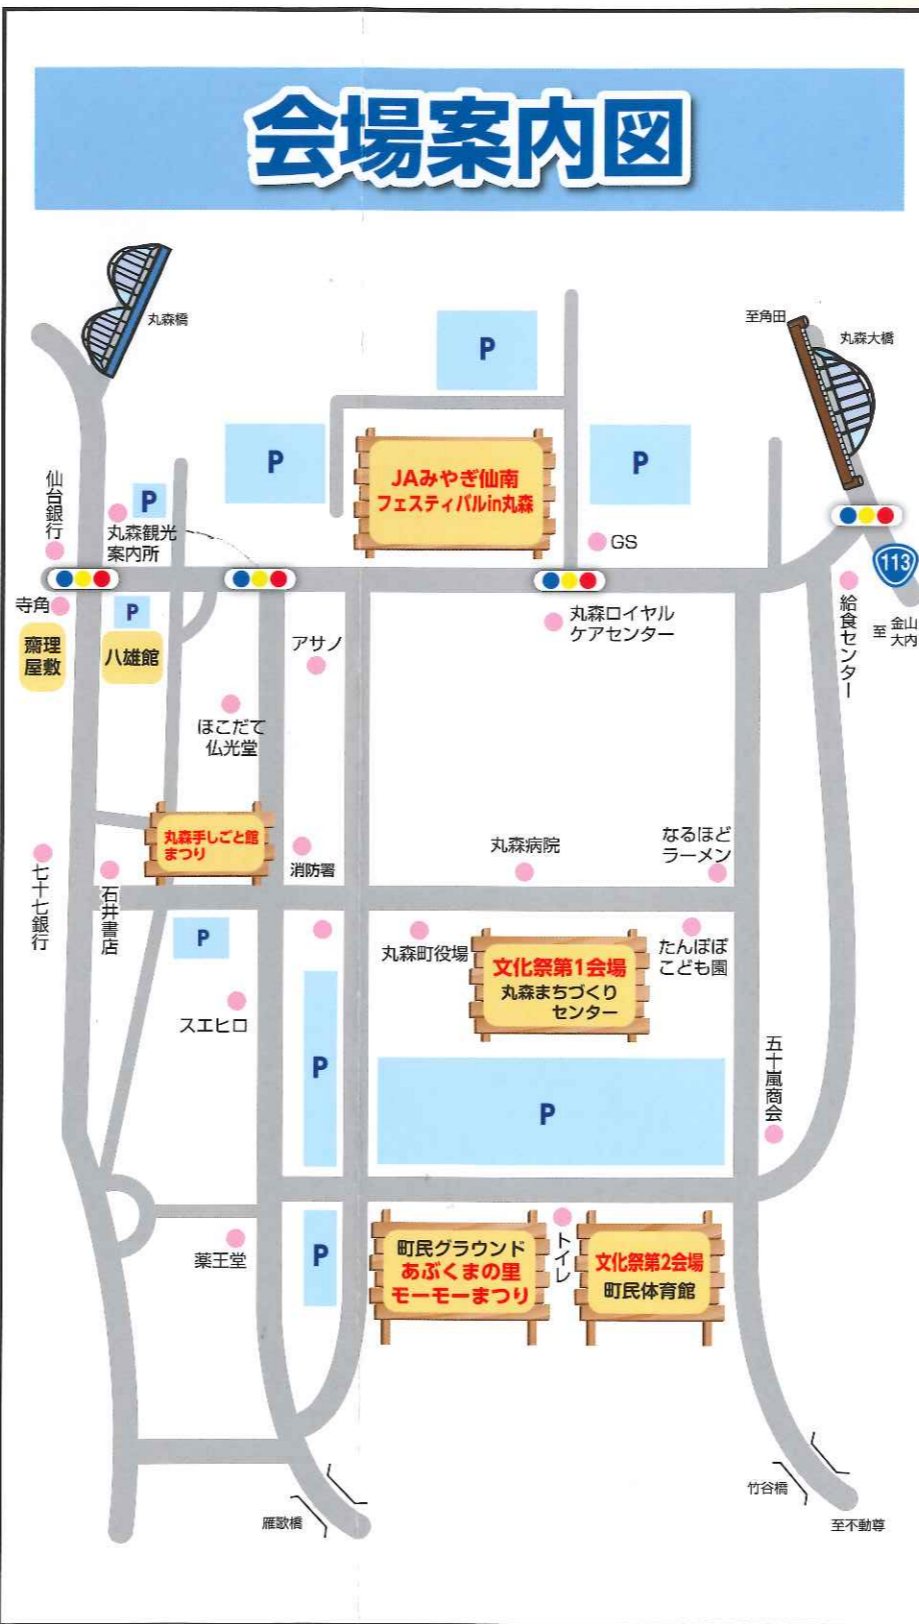 会場案内図
丸森橋
至角田
丸森大橋
P
P
P
JAみやぎ仙南
フェスティバルin丸森
仙台銀行
P
丸森観光
案内所
GS
113
寺角
P
齋理
屋敷
八雄館
アサノ
丸森ロイヤル
ケアセンター
給食センター
至
金山
大内
ほこだて
仏光堂
丸森手しごと館
まつり
消防署
丸森病院
なるほど
ラーメン
七十七銀行
石井書店
P
丸森町役場
文化祭第1会場
丸森まちづくり
センター
たんぽぽ
こども園
スエヒロ
P
P
五十嵐商会
薬王堂
P
町民グラウンド
あぶくまの里
モーモーまつり
トイレ
文化祭第2会場
町民体育館
雁歌橋
竹谷橋
至不動尊